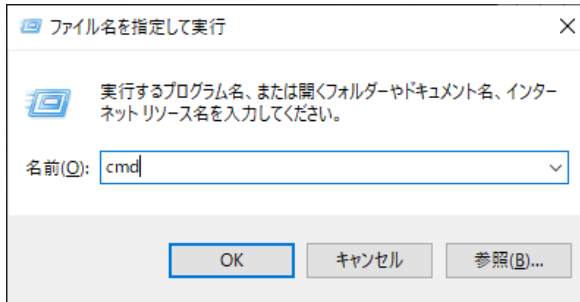 ファイル名を指定して実行
実行するプログラム名、または開くフォルダーやドキュメント名、インター
ネット リソース名を入力してください。
名前(O): cmd
OK キャンセル 参照(B)...